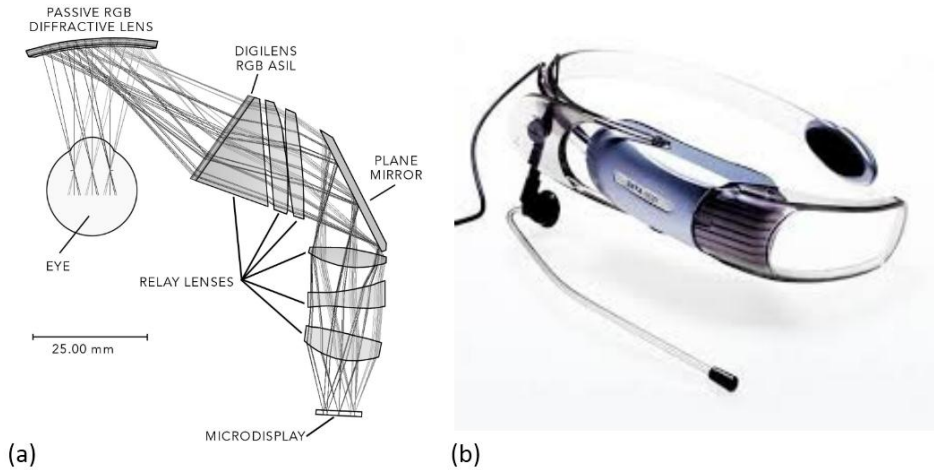 PASSIVE RGB
DIFFRACTIVE LENS
DIGILENS
RGB ASIL
PLANE
MIRROR
EYE
RELAY LENSES
25.00 mm
MICRODISPLAY
(a)
(b)